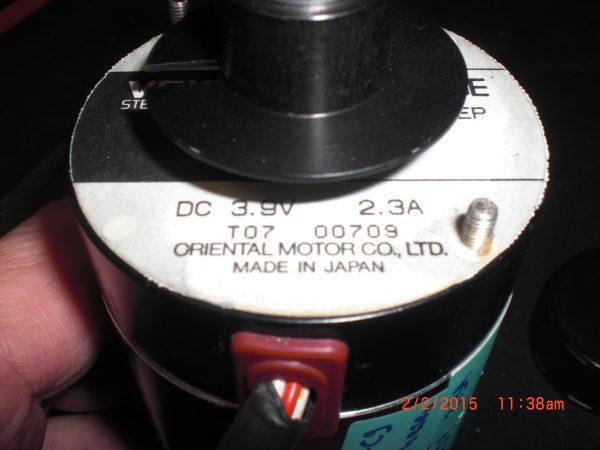 DC 3.9V 2.3A
T07 00709
ORIENTAL MOTOR CO., LTD.
MADE IN JAPAN
2/2/2015 11:38am